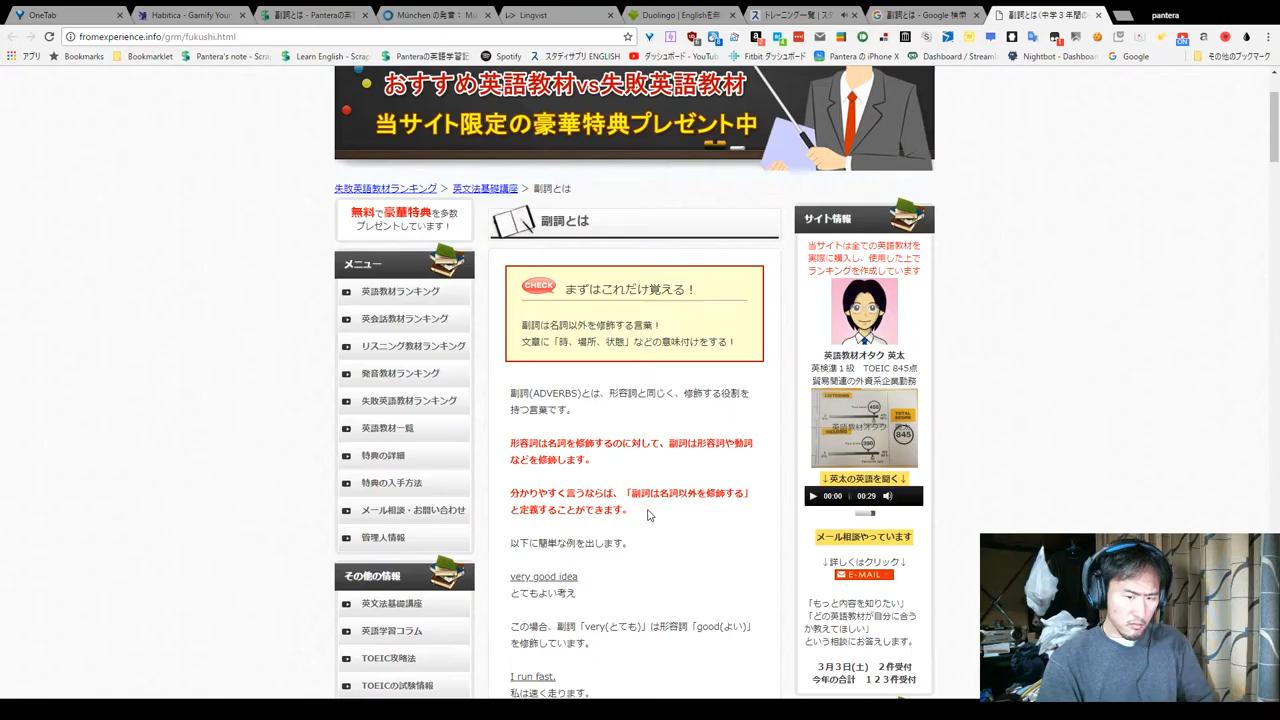 OneTab
Habitica - Gamify Your
副詞とは - Panteraの英
München の発音：M
Lingvist
Duolingo | Englishを無
トレーニング一覧 | ス
副詞とは - Google 検索
副詞とは〈中学３年間の
pantera
fromexperience.info/grm/fukushi.html
アプリ
Bookmarks
Bookmarklet
Pantera's note - Scrap
Learn English - Scrap
Panteraの英語学習記
Spotify
スタディサプリ ENGLISH
ダッシュボード - YouTube
Fitbit ダッシュボード
Pantera の iPhone X
Dashboard / Streamla
Nightbot - Dashboard
Google
その他のブックマーク
おすすめ英語教材vs失敗英語教材
当サイト限定の豪華特典プレゼント中
失敗英語教材ランキング > 英文法基礎講座 > 副詞とは
無料で豪華特典を多数
プレゼントしています！
メニュー
英語教材ランキング
英会話教材ランキング
リスニング教材ランキング
発音教材ランキング
失敗英語教材ランキング
英語教材一覧
特典の詳細
特典の入手方法
メール相談・お問い合わせ
管理人情報
その他の情報
英文法基礎講座
英語学習コラム
TOEIC攻略法
TOEICの試験情報
副詞とは
CHECK
まずはこれだけ覚える！
副詞は名詞以外を修飾する言葉！
文章に「時、場所、状態」などの意味付けをする！
副詞(ADVERBS)とは、形容詞と同じく、修飾する役割を
持つ言葉です。
形容詞は名詞を修飾するのに対して、副詞は形容詞や動詞
などを修飾します。
分かりやすく言うならば、「副詞は名詞以外を修飾する」
と定義することができます。
以下に簡単な例を出します。
very good idea
とてもよい考え
この場合、副詞「very(とても)」は形容詞「good(よい)」
を修飾しています。
I run fast.
私は速く走ります。
サイト情報
当サイトは全ての英語教材を
実際に購入し、使用した上で
ランキングを作成しています
英語教材オタク 英太
英検準１級　TOEIC 845点
貿易関連の外資系企業勤務
LISTENING
455
TOTAL
SCORE
845
390
英語教材オタク　英太
↓英太の英語を聞く↓
00:00
00:29
メール相談やっています
↓詳しくはクリック↓
E-MAIL
「もっと内容を知りたい」
「どの英語教材が自分に合う
か教えてほしい」
という相談にお答えします。
３月３日(土)　２件受付
今年の合計　１２３件受付